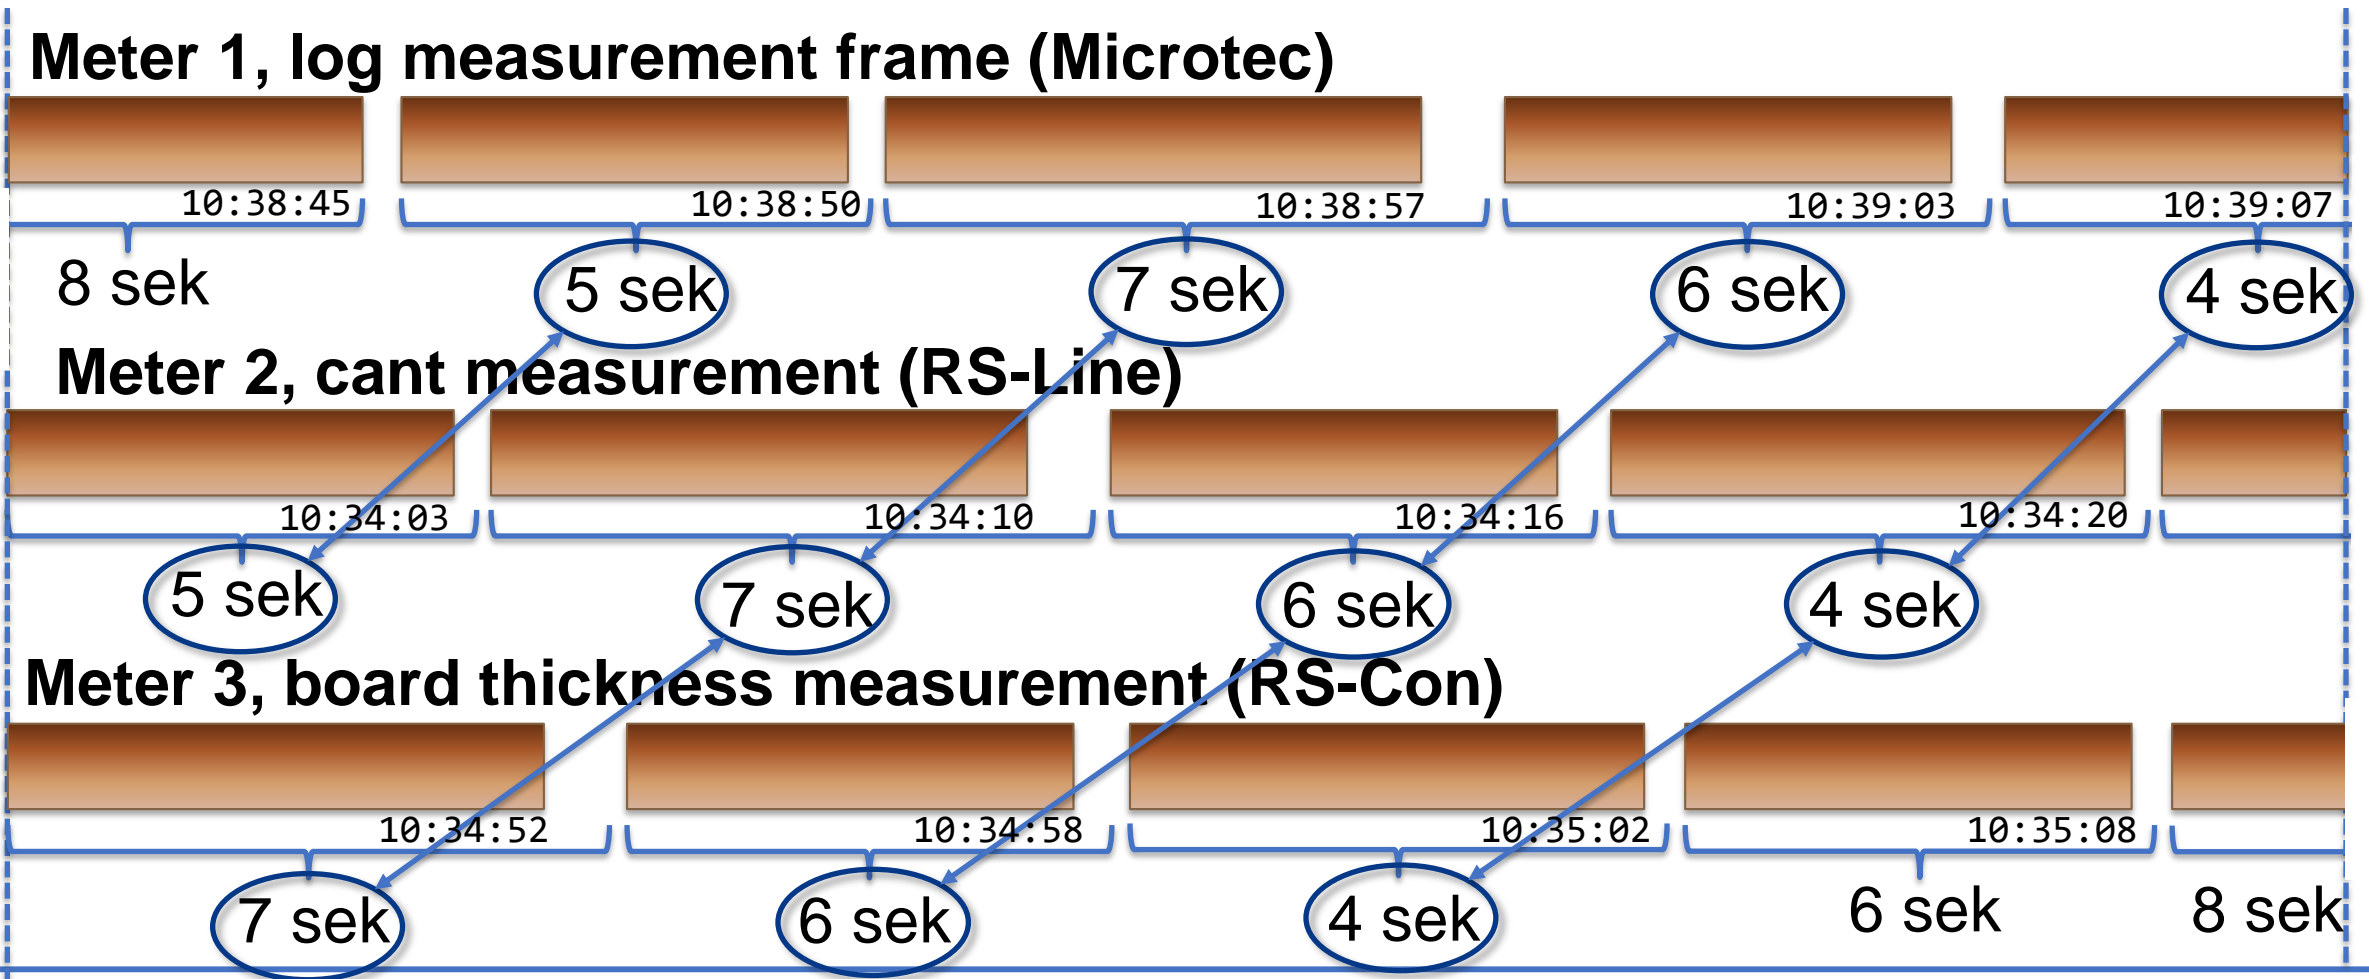 Meter 1, log measurement frame (Microtec)
10:38:45 10:38:50 10:38:57 10:39:03 10:39:07
8 sek 5 sek 7 sek 6 sek 4 sek
Meter 2, cant measurement (RS-Line)
10:34:03 10:34:10 10:34:16 10:34:20
5 sek 7 sek 6 sek 4 sek
Meter 3, board thickness measurement (RS-Con)
10:34:52 10:34:58 10:35:02 10:35:08
7 sek 6 sek 4 sek 6 sek 8 sek